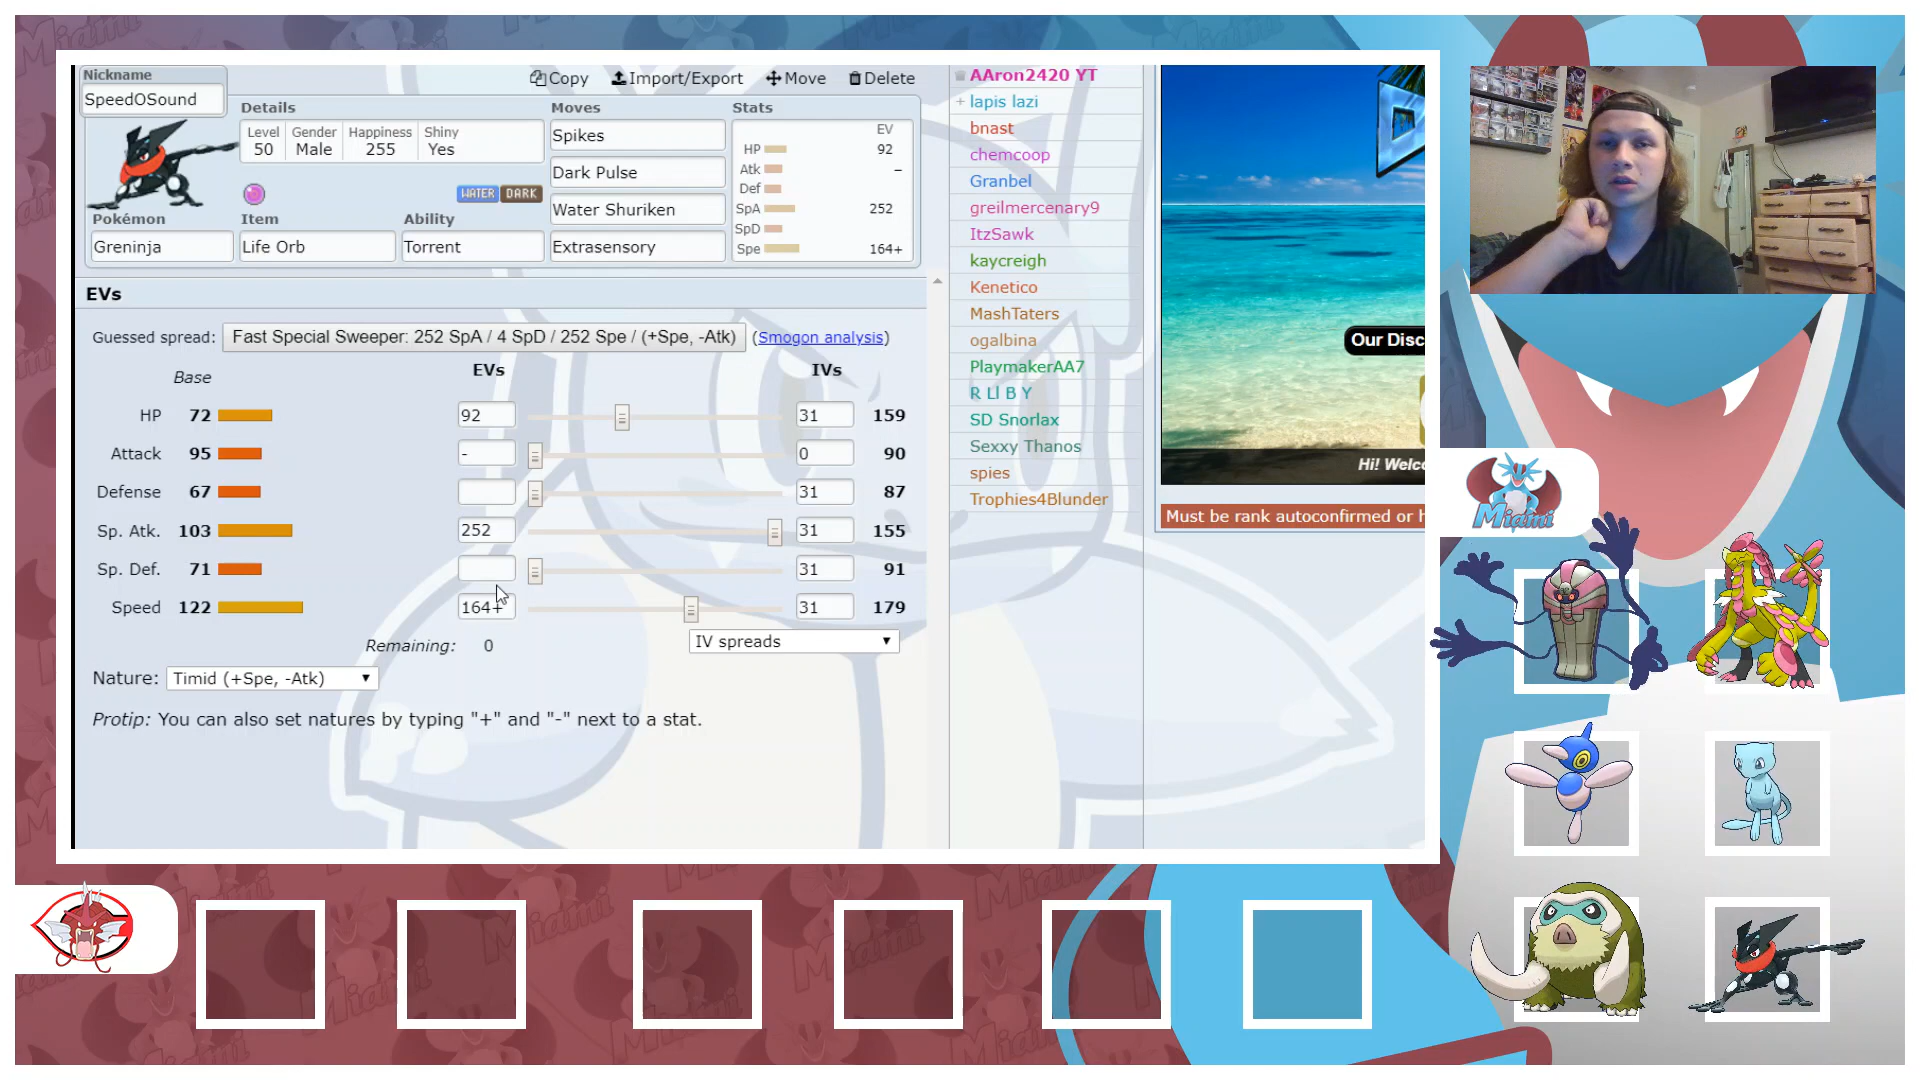 Nickname
SpeedOSound
Copy Import/Export Move Delete
Details
Moves
Stats
Level Gender Happiness Shiny
50 Male 255 Yes
WATER DARK
Pokémon
Greninja
Item
Life Orb
Ability
Torrent
Spikes
Dark Pulse
Water Shuriken
Extrasensory
EV
HP 92
Atk –
Def
SpA 252
SpD
Spe 164+
EVs
Guessed spread: Fast Special Sweeper: 252 SpA / 4 SpD / 252 Spe / (+Spe, -Atk) (Smogon analysis)
Base EVs IVs
HP 72 92 31 159
Attack 95 - 0 90
Defense 67 31 87
Sp. Atk. 103 252 31 155
Sp. Def. 71 31 91
Speed 122 164+ 31 179
Remaining: 0
IV spreads
Nature: Timid (+Spe, -Atk)
Protip: You can also set natures by typing "+" and "-" next to a stat.
AAron2420 YT
+ lapis lazi
bnast
chemcoop
Granbel
greilmercenary9
ItzSawk
kaycreigh
Kenetico
MashTaters
ogalbina
PlaymakerAA7
R Ll B Y
SD Snorlax
Sexxy Thanos
spies
Trophies4Blunder
Our Disc
Hi! Welco
Must be rank autoconfirmed or h
Miami